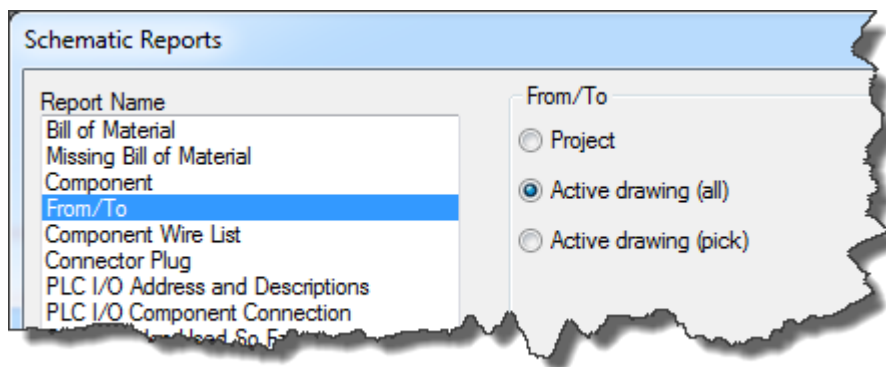 Schematic Reports
Report Name
Bill of Material
Missing Bill of Material
Component
From/To
Component Wire List
Connector Plug
PLC I/O Address and Descriptions
PLC I/O Component Connection
From/To
Project
Active drawing (all)
Active drawing (pick)